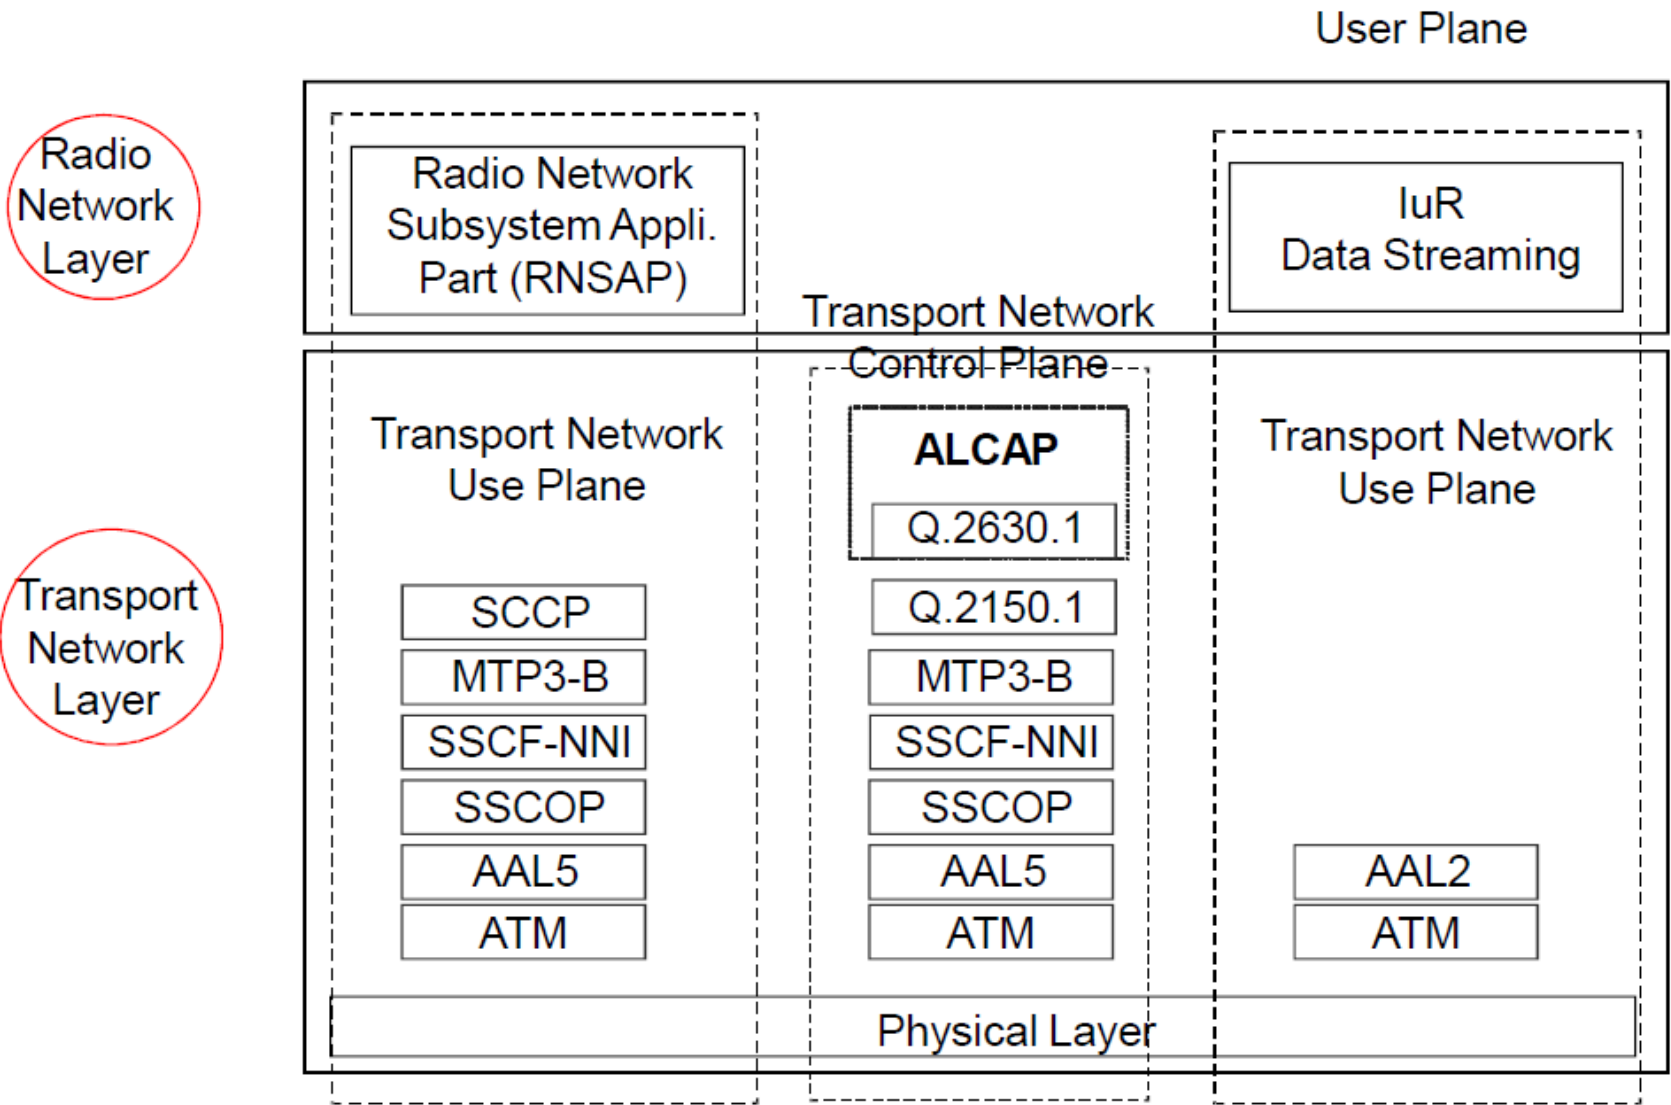 User Plane
Radio
Network
Layer
Radio Network
Subsystem Appli.
Part (RNSAP)
IuR
Data Streaming
Transport Network
Control Plane
Transport Network
Use Plane
ALCAP
Q.2630.1
Transport Network
Use Plane
Transport
Network
Layer
SCCP
MTP3-B
SSCF-NNI
SSCOP
AAL5
ATM
Q.2150.1
MTP3-B
SSCF-NNI
SSCOP
AAL5
ATM
AAL2
ATM
Physical Layer